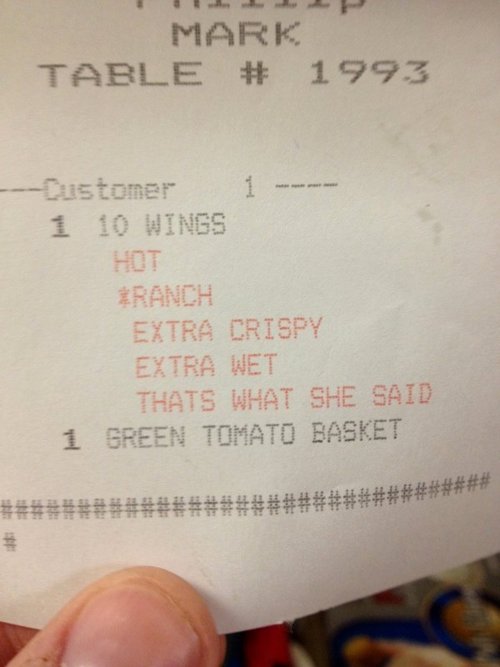 Phillip
MARK
TABLE # 1993
---Customer 1 ----
1 10 WINGS
HOT
*RANCH
EXTRA CRISPY
EXTRA WET
THATS WHAT SHE SAID
1 GREEN TOMATO BASKET
################################
#